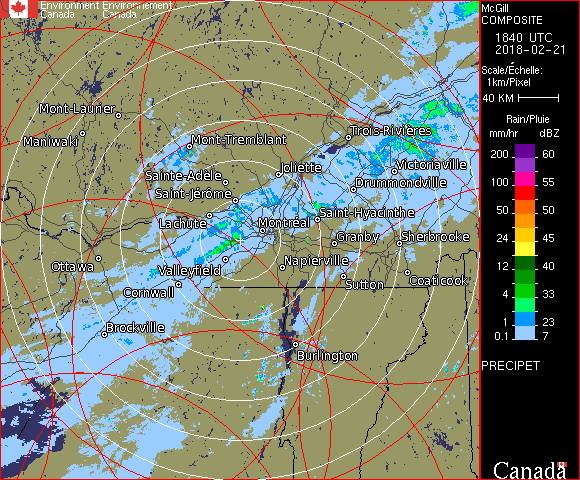 Environment Environnement
Canada Canada
McGill
COMPOSITE
1840 UTC
2018-02-21
Scale/Échelle:
1km/Pixel
40 KM
Rain/Pluie
mm/hr dBZ
200 60
100 55
50 50
24 45
12 40
4 33
1 23
0.1 7
PRECIPET
Canada
Mont-Laurier
Maniwaki
Mont-Tremblant
Trois-Rivières
Joliette
Victoriaville
Sainte-Adèle
Drummondville
Saint-Jérôme
Lachute
Saint-Hyacinthe
Montréal
Granby
Sherbrooke
Ottawa
Valleyfield
Napierville
Cornwall
Sutton
Coaticook
Brockville
Burlington